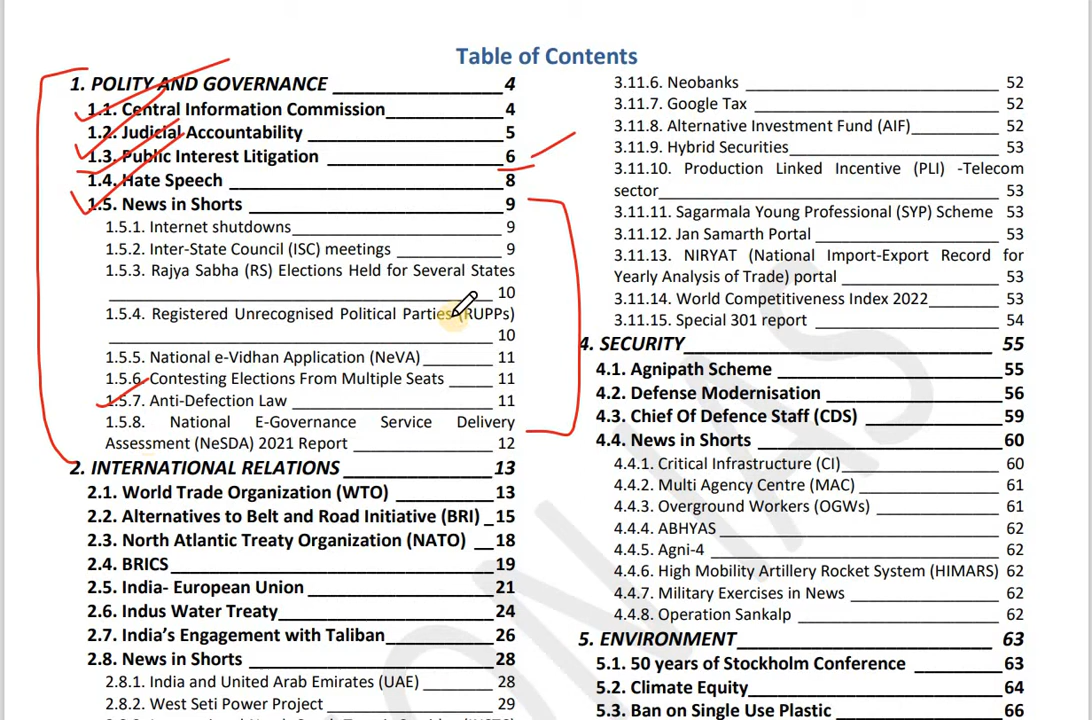 Table of Contents
1. POLITY AND GOVERNANCE 4
1.1. Central Information Commission 4
1.2. Judicial Accountability 5
1.3. Public Interest Litigation 6
1.4. Hate Speech 8
1.5. News in Shorts 9
1.5.1. Internet shutdowns 9
1.5.2. Inter-State Council (ISC) meetings 9
1.5.3. Rajya Sabha (RS) Elections Held for Several States
10
1.5.4. Registered Unrecognised Political Parties (RUPPs)
10
1.5.5. National e-Vidhan Application (NeVA) 11
1.5.6. Contesting Elections From Multiple Seats 11
1.5.7. Anti-Defection Law 11
1.5.8. National E-Governance Service Delivery
Assessment (NeSDA) 2021 Report 12
2. INTERNATIONAL RELATIONS 13
2.1. World Trade Organization (WTO) 13
2.2. Alternatives to Belt and Road Initiative (BRI) 15
2.3. North Atlantic Treaty Organization (NATO) 18
2.4. BRICS 19
2.5. India- European Union 21
2.6. Indus Water Treaty 24
2.7. India's Engagement with Taliban 26
2.8. News in Shorts 28
2.8.1. India and United Arab Emirates (UAE) 28
2.8.2. West Seti Power Project 29
3.11.6. Neobanks 52
3.11.7. Google Tax 52
3.11.8. Alternative Investment Fund (AIF) 52
3.11.9. Hybrid Securities 53
3.11.10. Production Linked Incentive (PLI) -Telecom
sector 53
3.11.11. Sagarmala Young Professional (SYP) Scheme 53
3.11.12. Jan Samarth Portal 53
3.11.13. NIRYAT (National Import-Export Record for
Yearly Analysis of Trade) portal 53
3.11.14. World Competitiveness Index 2022 53
3.11.15. Special 301 report 54
4. SECURITY 55
4.1. Agnipath Scheme 55
4.2. Defense Modernisation 56
4.3. Chief Of Defence Staff (CDS) 59
4.4. News in Shorts 60
4.4.1. Critical Infrastructure (CI) 60
4.4.2. Multi Agency Centre (MAC) 61
4.4.3. Overground Workers (OGWs) 61
4.4.4. ABHYAS 62
4.4.5. Agni-4 62
4.4.6. High Mobility Artillery Rocket System (HIMARS) 62
4.4.7. Military Exercises in News 62
4.4.8. Operation Sankalp 62
5. ENVIRONMENT 63
5.1. 50 years of Stockholm Conference 63
5.2. Climate Equity 64
5.3. Ban on Single Use Plastic 66